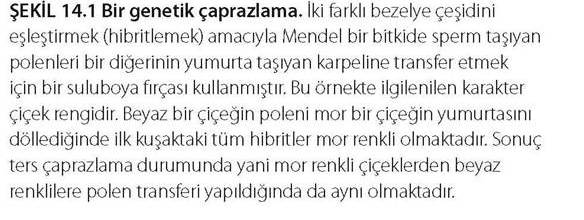 ŞEKİL 14.1 Bir genetik çaprazlama. İki farklı bezelye çeşidini
eşleştirmek (hibritlemek) amacıyla Mendel bir bitkide sperm taşıyan
polenleri bir diğerinin yumurta taşıyan karpeline transfer etmek
için bir suluboya fırçası kullanmıştır. Bu örnekte ilgilenilen karakter
çiçek rengidir. Beyaz bir çiçeğin poleni mor bir çiçeğin yumurtasını
döllediğinde ilk kuşaktaki tüm hibritler mor renkli olmaktadır. Sonuç
ters çaprazlama durumunda yani mor renkli çiçeklerden beyaz
renklilere polen transferi yapıldığında da aynı olmaktadır.